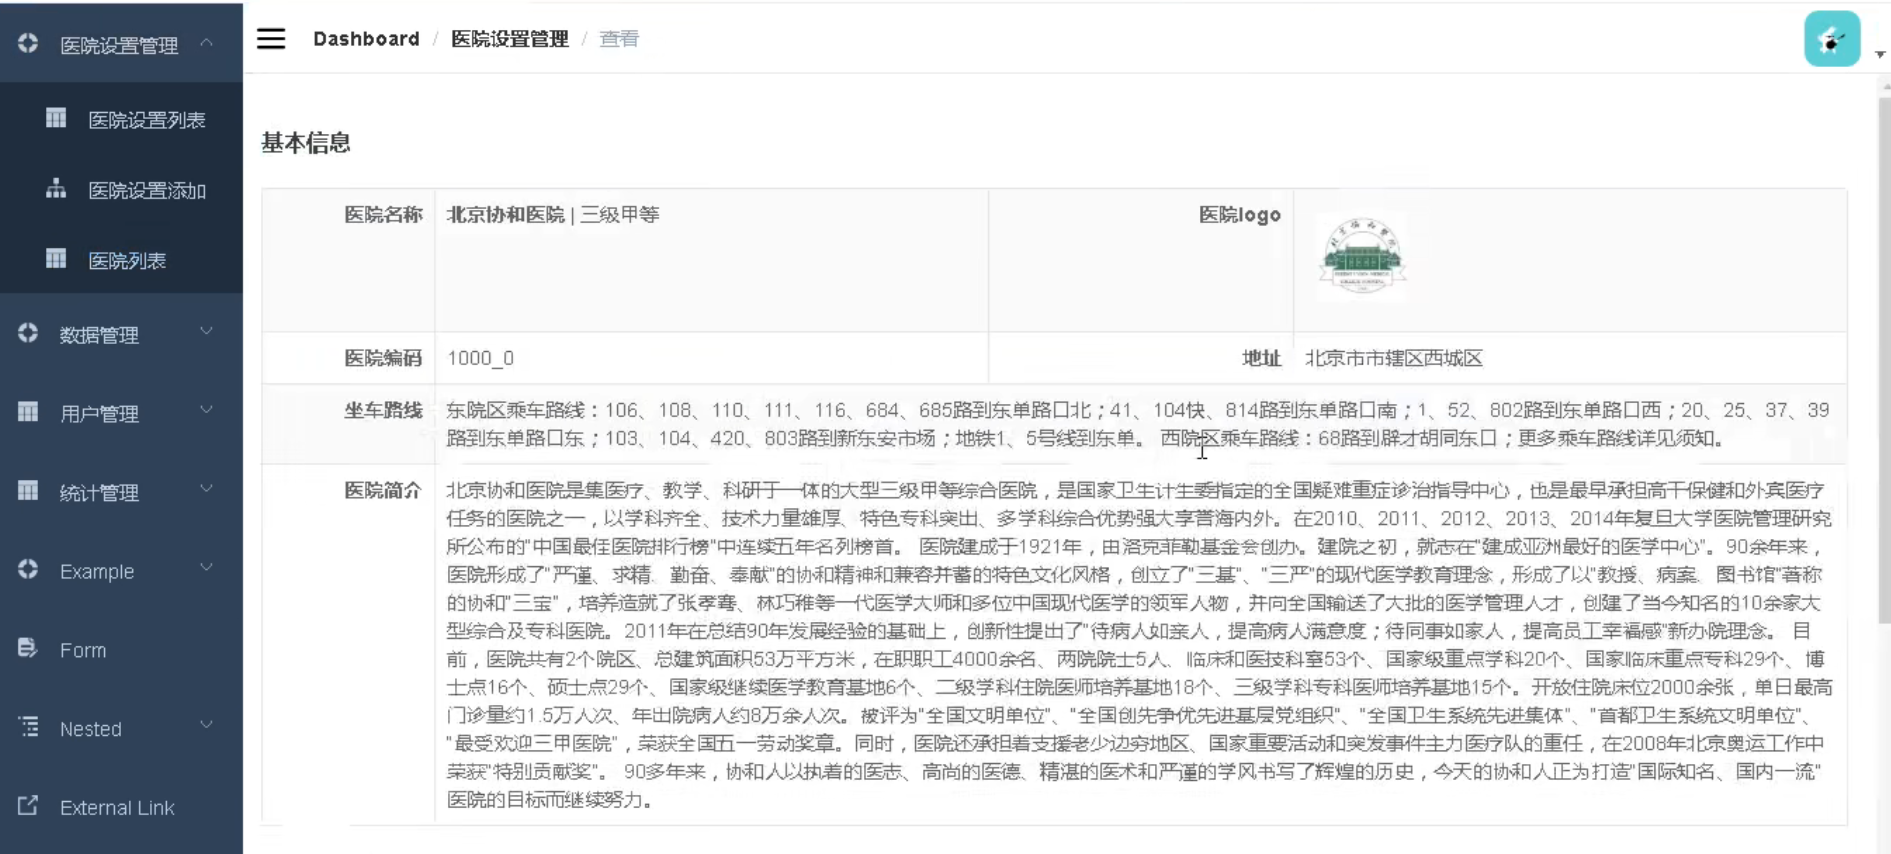 医院设置管理
医院设置列表
医院设置添加
医院列表
数据管理
用户管理
统计管理
Example
Form
Nested
External Link
Dashboard / 医院设置管理 / 查看
基本信息
医院名称 北京协和医院 | 三级甲等 医院logo
医院编码 1000_0 地址 北京市市辖区西城区
坐车路线 东院区乘车路线：106、108、110、111、116、684、685路到东单路口北；41、104快、814路到东单路口南；1、52、802路到东单路口西；20、25、37、39
路到东单路口东；103、104、420、803路到新东安市场；地铁1、5号线到东单。 西院区乘车路线：68路到辟才胡同东口；更多乘车路线详见须知。
医院简介 北京协和医院是集医疗、教学、科研于一体的大型三级甲等综合医院，是国家卫生计生委指定的全国疑难重症诊治指导中心，也是最早承担高干保健和外宾医疗
任务的医院之一，以学科齐全、技术力量雄厚、特色专科突出、多学科综合优势强大享誉海内外。在2010、2011、2012、2013、2014年复旦大学医院管理研究
所公布的"中国最佳医院排行榜"中连续五年名列榜首。 医院建成于1921年，由洛克菲勒基金会创办。建院之初，就志在"建成亚洲最好的医学中心"。90余年来，
医院形成了"严谨、求精、勤奋、奉献"的协和精神和兼容并蓄的特色文化风格，创立了"三基"、"三严"的现代医学教育理念，形成了以"教授、病案、图书馆"著称
的协和"三宝"，培养造就了张孝骞、林巧稚等一代医学大师和多位中国现代医学的领军人物，并向全国输送了大批的医学管理人才，创建了当今知名的10余家大
型综合及专科医院。2011年在总结90年发展经验的基础上，创新性提出了"待病人如亲人，提高病人满意度；待同事如家人，提高员工幸福感"新办院理念。 目
前，医院共有2个院区、总建筑面积53万平方米，在职职工4000余名、两院院士5人、临床和医技科室53个、国家级重点学科20个、国家临床重点专科29个、博
士点16个、硕士点29个、国家级继续医学教育基地6个、二级学科住院医师培养基地18个、三级学科专科医师培养基地15个。开放住院床位2000余张，单日最高
门诊量约1.5万人次、年出院病人约8万余人次。被评为"全国文明单位"、"全国创先争优先进基层党组织"、"全国卫生系统先进集体"、"首都卫生系统文明单位"、
"最受欢迎三甲医院"，荣获全国五一劳动奖章。同时，医院还承担着支援老少边穷地区、国家重要活动和突发事件主力医疗队的重任，在2008年北京奥运工作中
荣获"特别贡献奖"。 90多年来，协和人以执着的医志、高尚的医德、精湛的医术和严谨的学风书写了辉煌的历史，今天的协和人正为打造"国际知名、国内一流"
医院的目标而继续努力。